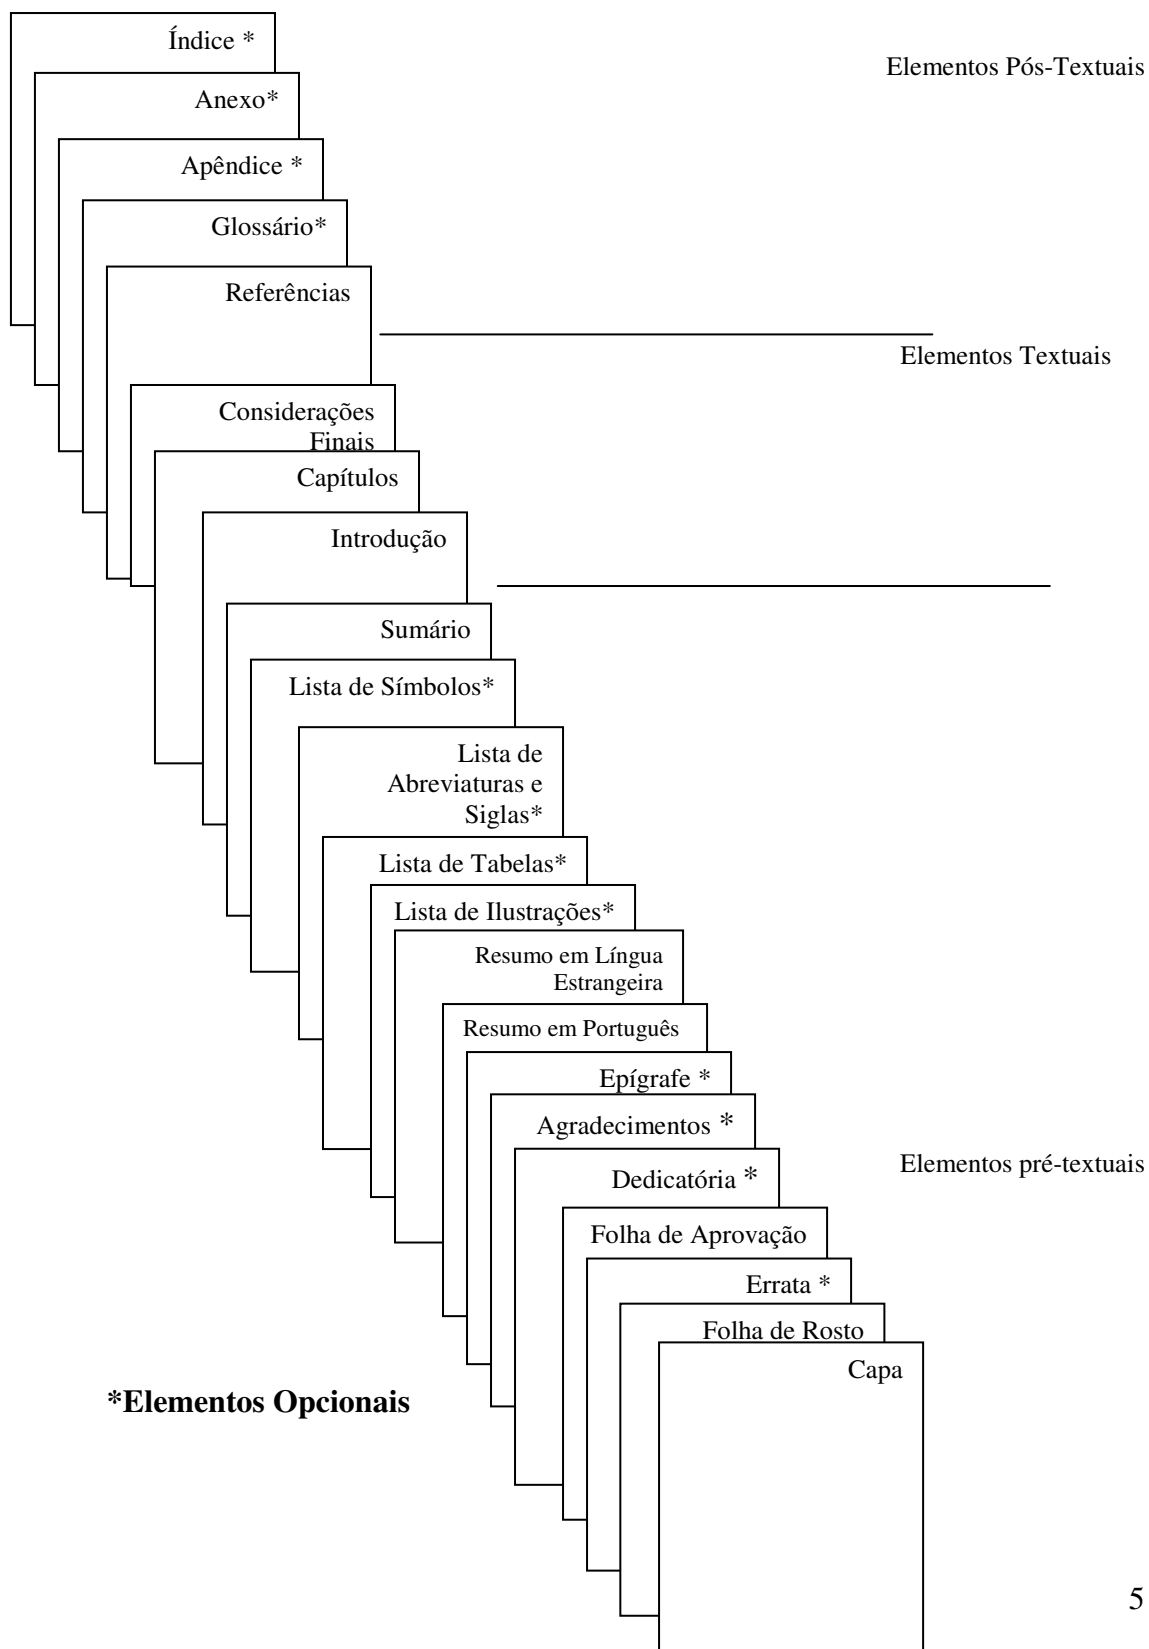 Índice *
Elementos Pós-Textuais
Anexo*
Apêndice *
Glossário*
Referências
Elementos Textuais
Considerações
Finais
Capítulos
Introdução
Sumário
Lista de Símbolos*
Lista de
Abreviaturas e
Siglas*
Lista de Tabelas*
Lista de Ilustrações*
Resumo em Língua
Estrangeira
Resumo em Português
Epígrafe *
Agradecimentos *
Elementos pré-textuais
Dedicatória *
Folha de Aprovação
Errata *
Folha de Rosto
Capa
*Elementos Opcionais
5